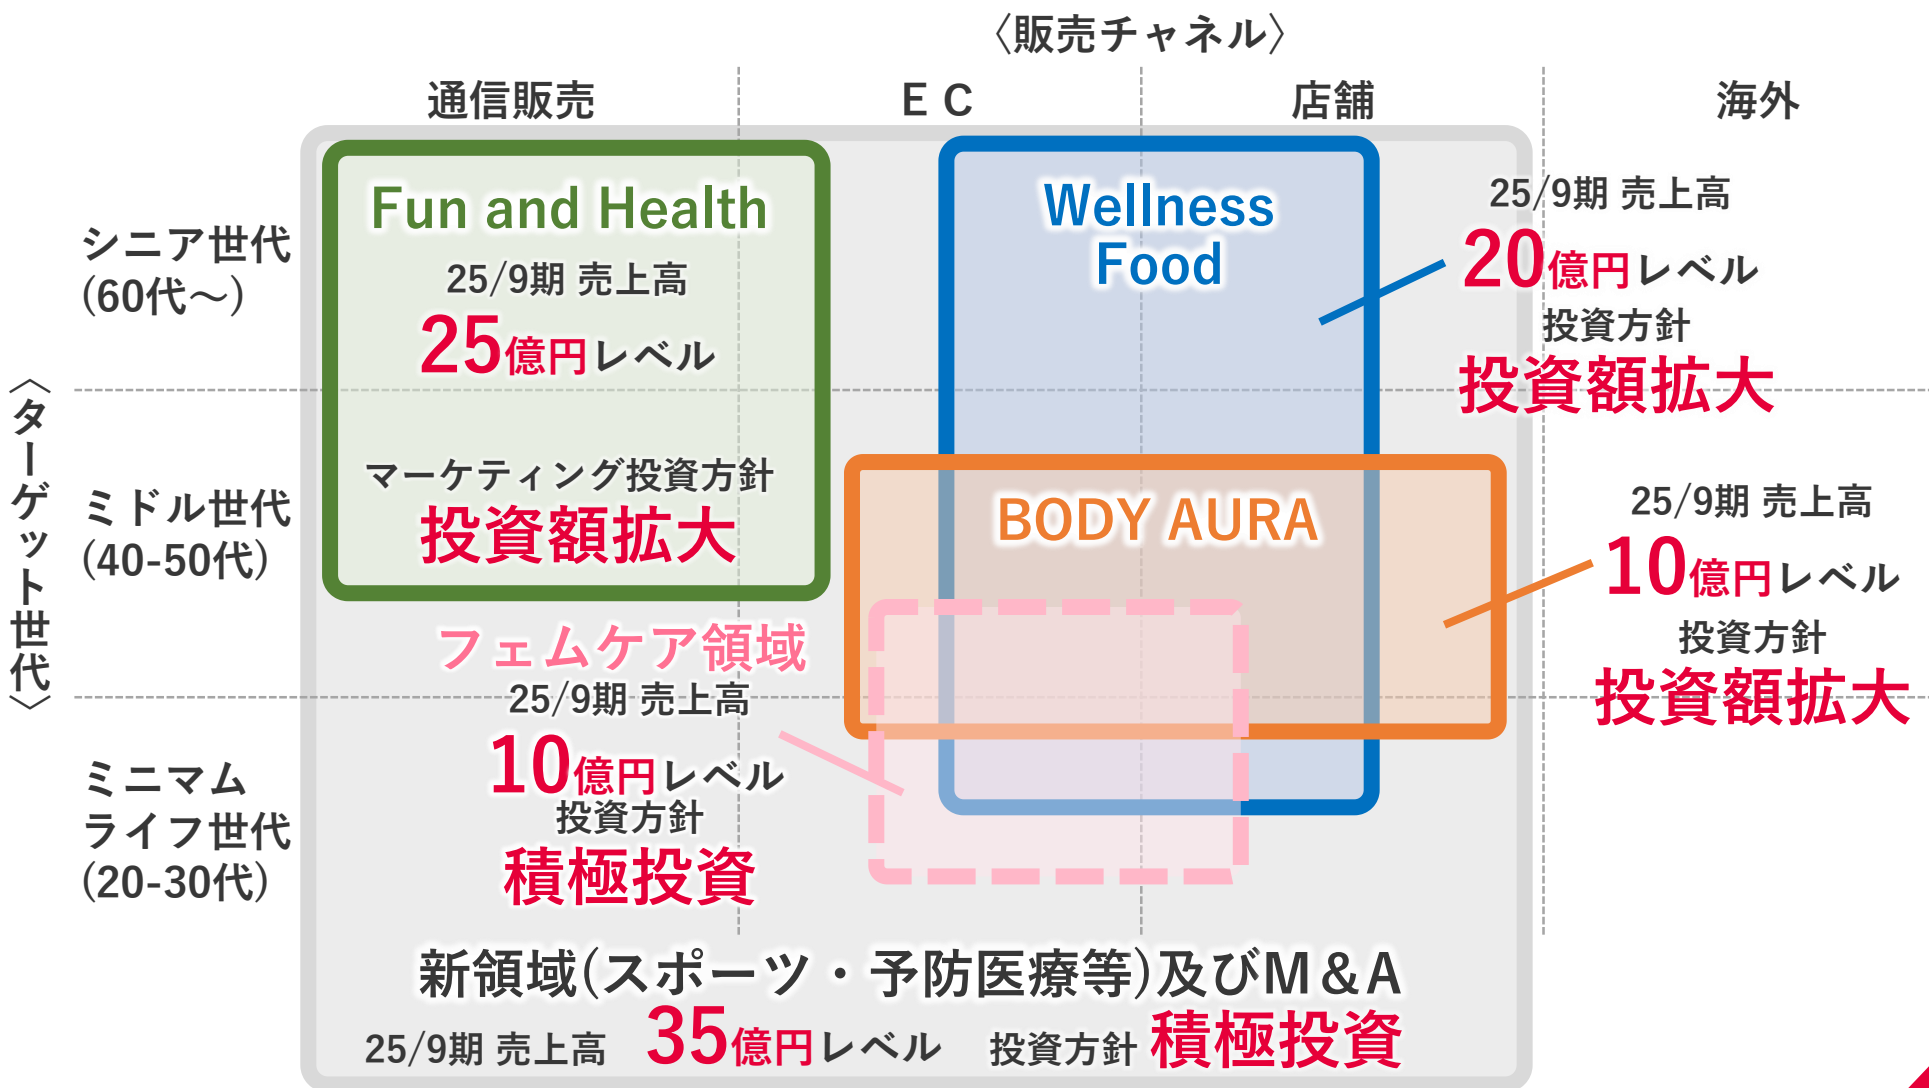 〈販売チャネル〉
通信販売
ＥＣ
店舗
海外
〈ターゲット世代〉
シニア世代
(60代～)
ミドル世代
(40-50代)
ミニマム
ライフ世代
(20-30代)
Fun and Health
25/9期 売上高
25億円レベル
マーケティング投資方針
投資額拡大
Wellness
Food
25/9期 売上高
20億円レベル
投資方針
投資額拡大
BODY AURA
25/9期 売上高
10億円レベル
投資方針
投資額拡大
フェムケア領域
25/9期 売上高
10億円レベル
投資方針
積極投資
新領域(スポーツ・予防医療等)及びＭ＆Ａ
25/9期 売上高 35億円レベル 投資方針 積極投資